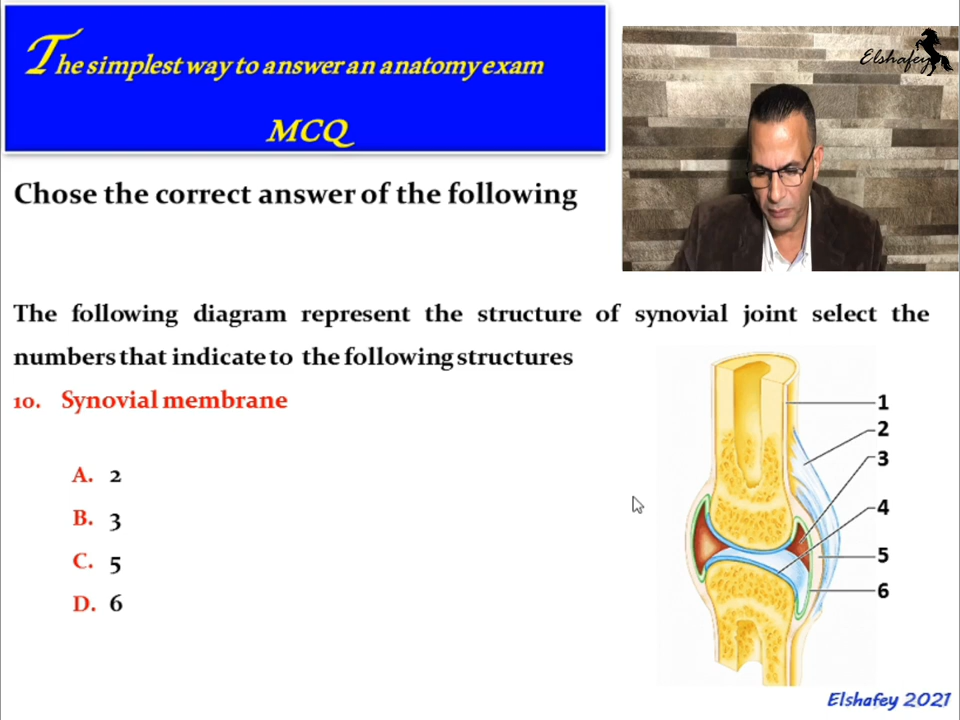 The simplest way to answer an anatomy exam
MCQ
Elshafey
Chose the correct answer of the following
The following diagram represent the structure of synovial joint select the
numbers that indicate to the following structures
10. Synovial membrane
A. 2
B. 3
C. 5
D. 6
1
2
3
4
5
6
Elshafey 2021